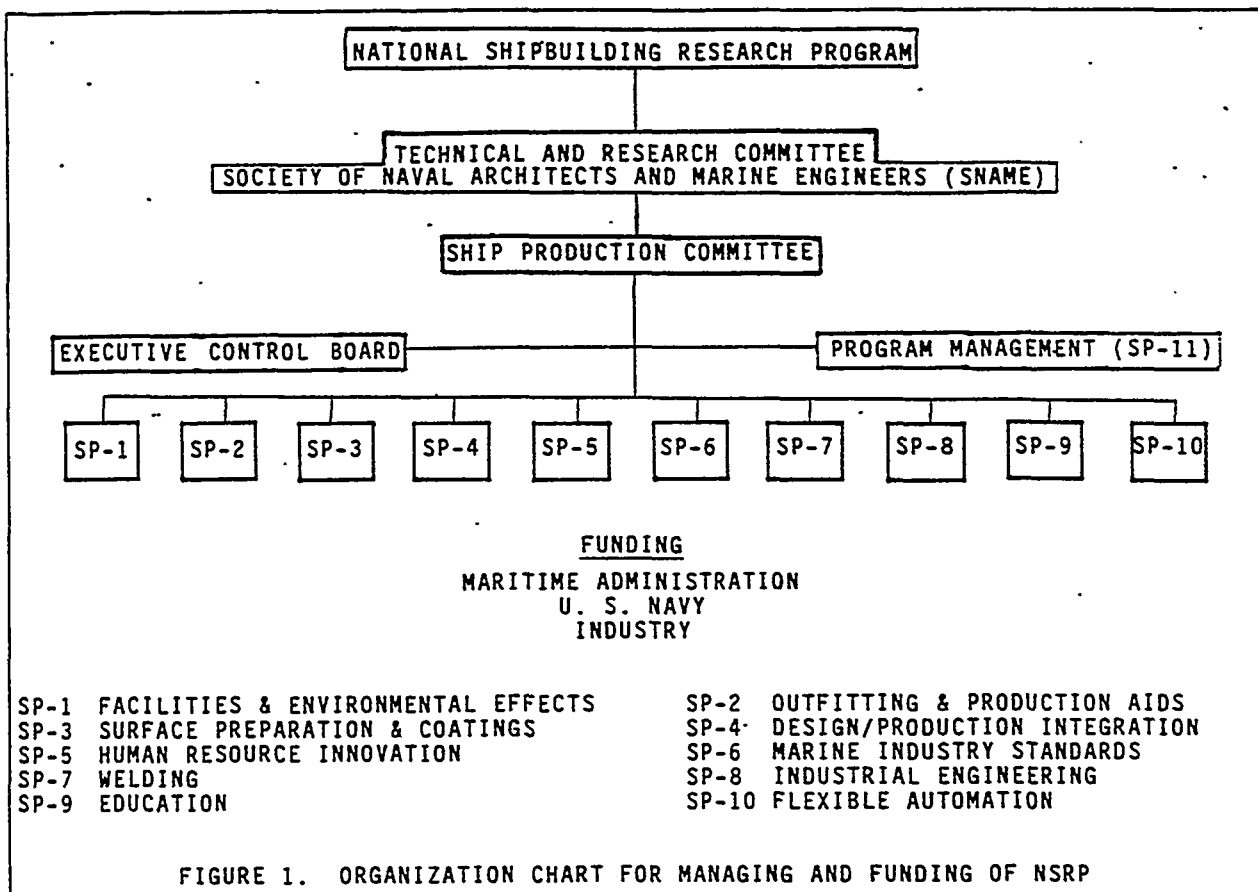 NATIONAL SHIPBUILDING RESEARCH PROGRAM
TECHNICAL AND RESEARCH COMMITTEE
SOCIETY OF NAVAL ARCHITECTS AND MARINE ENGINEERS (SNAME)
SHIP PRODUCTION COMMITTEE
EXECUTIVE CONTROL BOARD
PROGRAM MANAGEMENT (SP-11)
SP-1 SP-2 SP-3 SP-4 SP-5 SP-6 SP-7 SP-8 SP-9 SP-10
FUNDING
MARITIME ADMINISTRATION
U. S. NAVY
INDUSTRY
SP-1 FACILITIES & ENVIRONMENTAL EFFECTS
SP-2 OUTFITTING & PRODUCTION AIDS
SP-3 SURFACE PREPARATION & COATINGS
SP-4 DESIGN/PRODUCTION INTEGRATION
SP-5 HUMAN RESOURCE INNOVATION
SP-6 MARINE INDUSTRY STANDARDS
SP-7 WELDING
SP-8 INDUSTRIAL ENGINEERING
SP-9 EDUCATION
SP-10 FLEXIBLE AUTOMATION
FIGURE 1. ORGANIZATION CHART FOR MANAGING AND FUNDING OF NSRP